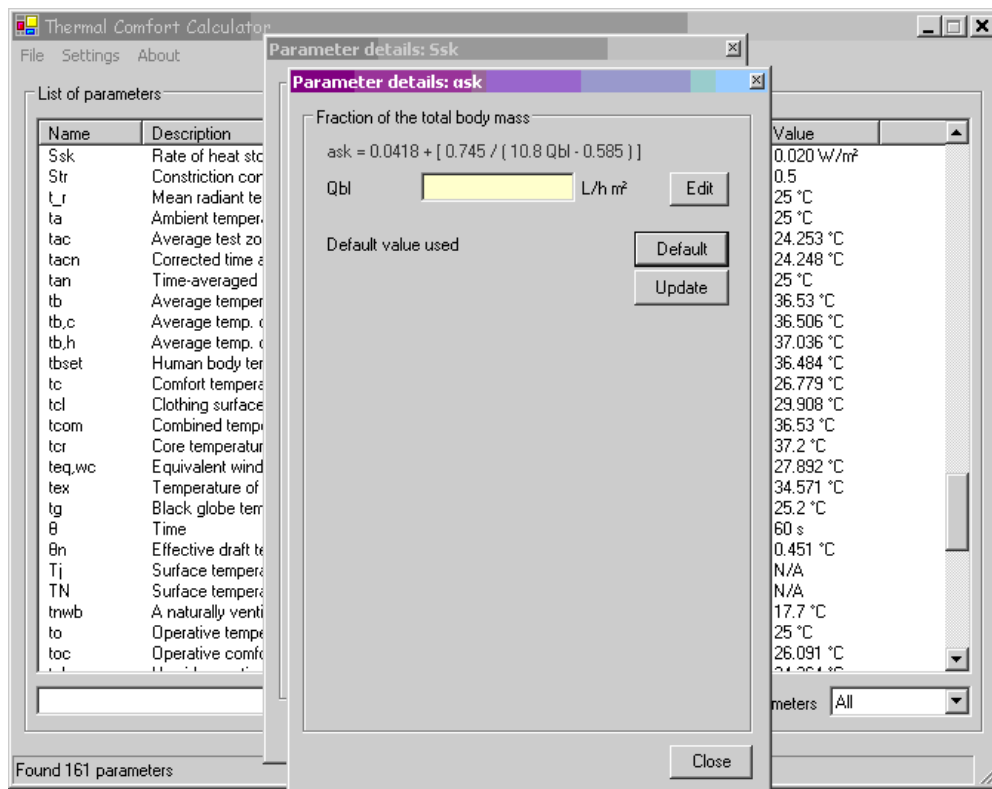 Thermal Comfort Calculator
File Settings About
Parameter details: Ssk
Parameter details: αsk
List of parameters
Fraction of the total body mass
ask = 0.0418 + [ 0.745 / ( 10.8 Qbl - 0.585 ) ]
Qbl L/h m² Edit
Default value used Default
Update
Close
Name Description Value
Ssk Rate of heat sto 0.020 W/m²
Str Constriction con 0.5
t_r Mean radiant te 25 °C
ta Ambient tempera 25 °C
tac Average test zo 24.253 °C
tacn Corrected time a 24.248 °C
tan Time-averaged 25 °C
tb Average temper 36.53 °C
tb,c Average temp. 36.506 °C
tb,h Average temp. 37.036 °C
tbset Human body ter 36.484 °C
tc Comfort tempera 26.779 °C
tcl Clothing surface 29.908 °C
tcom Combined tempe 36.53 °C
tcr Core temperatur 37.2 °C
teq,wc Equivalent wind 27.892 °C
tex Temperature of 34.571 °C
tg Black globe tem 25.2 °C
θ Time 60 s
θn Effective draft te 0.451 °C
Tj Surface tempera N/A
TN Surface tempera N/A
tnwb A naturally venti 17.7 °C
to Operative tempe 25 °C
toc Operative comfo 26.091 °C
meters All
Found 161 parameters